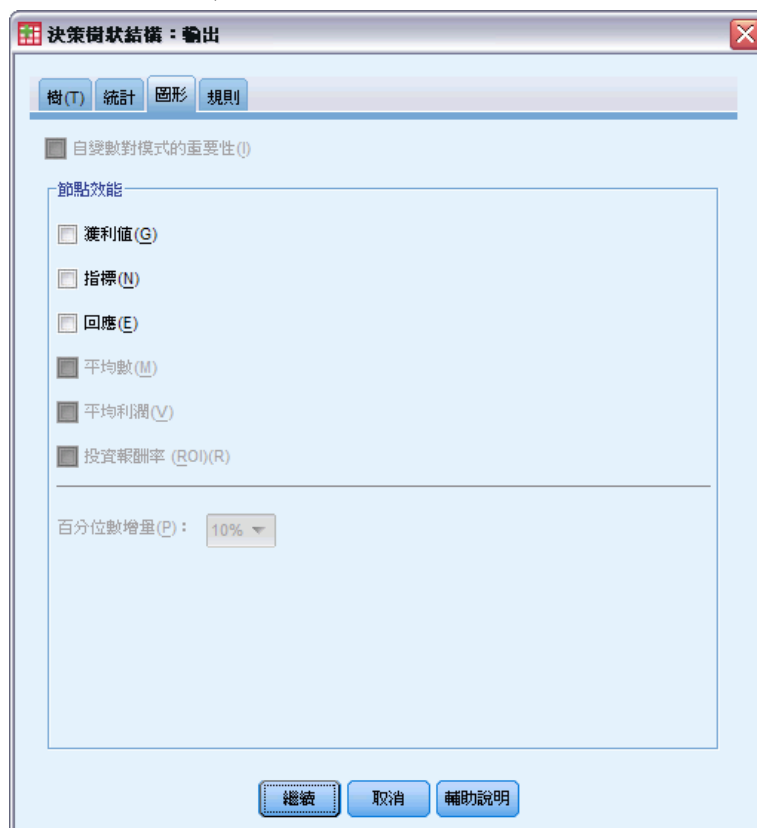 決策樹狀結構：輸出
樹(T) 統計 圖形 規則
自變數對模式的重要性(I)
節點效能
獲利值(G)
指標(N)
回應(E)
平均數(M)
平均利潤(V)
投資報酬率 (ROI)(R)
百分位數增量(P)： 10%
繼續 取消 輔助說明